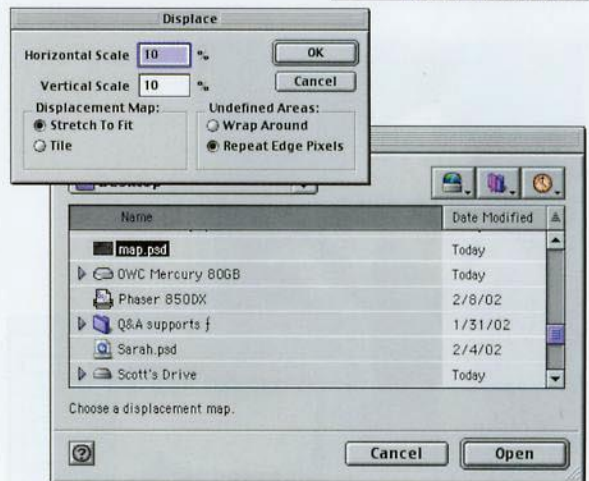 Displace
Horizontal Scale 10 %
OK
Vertical Scale 10 %
Cancel
Displacement Map:
Stretch To Fit
Tile
Undefined Areas:
Wrap Around
Repeat Edge Pixels
Name
Date Modified
map.psd
Today
OWC Mercury 80GB
Today
Phaser 850DX
2/8/02
Q&A supports ƒ
1/31/02
Sarah.psd
2/4/02
Scott's Drive
Today
Choose a displacement map.
?
Cancel
Open